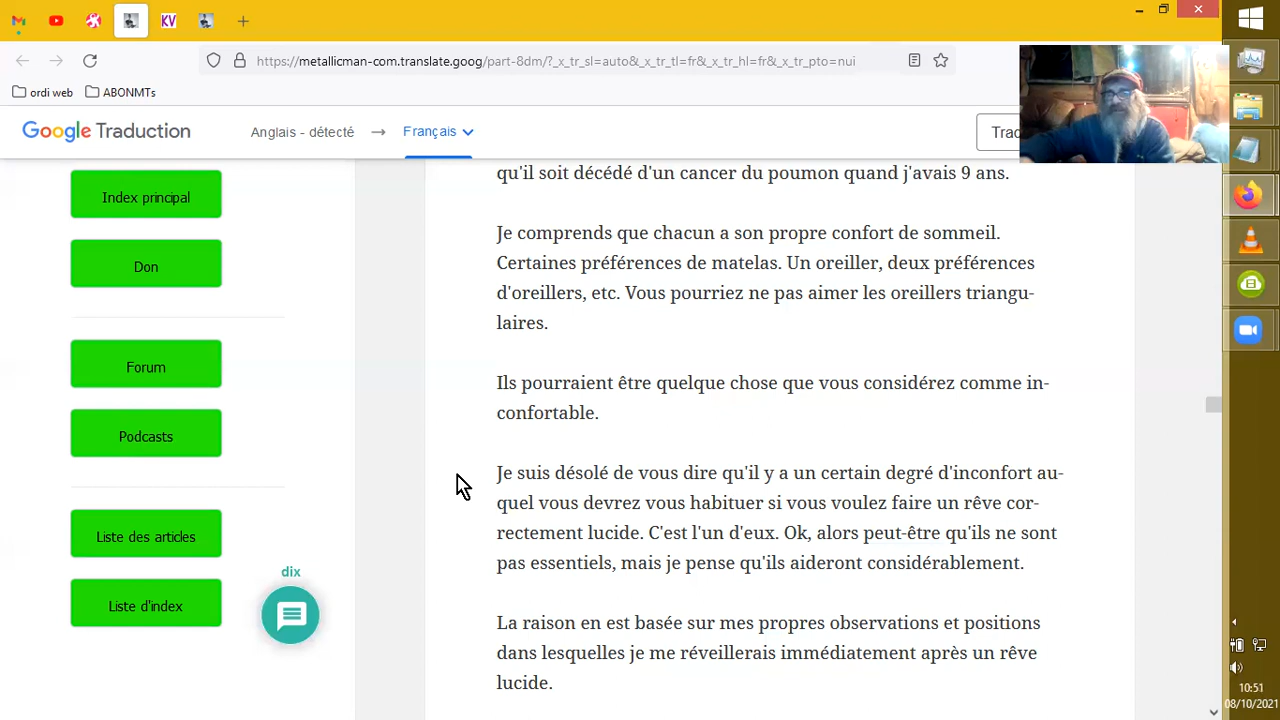 KV
https://metallicman-com.translate.goog/part-8dm/?_x_tr_sl=auto&_x_tr_tl=fr&_x_tr_hl=fr&_x_tr_pto=nui
ordi web
ABONMTs
Google Traduction
Anglais - détecté
Français
Trad
Index principal
Don
Forum
Podcasts
Liste des articles
Liste d'index
dix
qu'il soit décédé d'un cancer du poumon quand j'avais 9 ans.
Je comprends que chacun a son propre confort de sommeil.
Certaines préférences de matelas. Un oreiller, deux préférences
d'oreillers, etc. Vous pourriez ne pas aimer les oreillers triangu-
laires.
Ils pourraient être quelque chose que vous considérez comme in-
confortable.
Je suis désolé de vous dire qu'il y a un certain degré d'inconfort au-
quel vous devrez vous habituer si vous voulez faire un rêve cor-
rectement lucide. C'est l'un d'eux. Ok, alors peut-être qu'ils ne sont
pas essentiels, mais je pense qu'ils aideront considérablement.
La raison en est basée sur mes propres observations et positions
dans lesquelles je me réveillerais immédiatement après un rêve
lucide.
10:51
08/10/2021